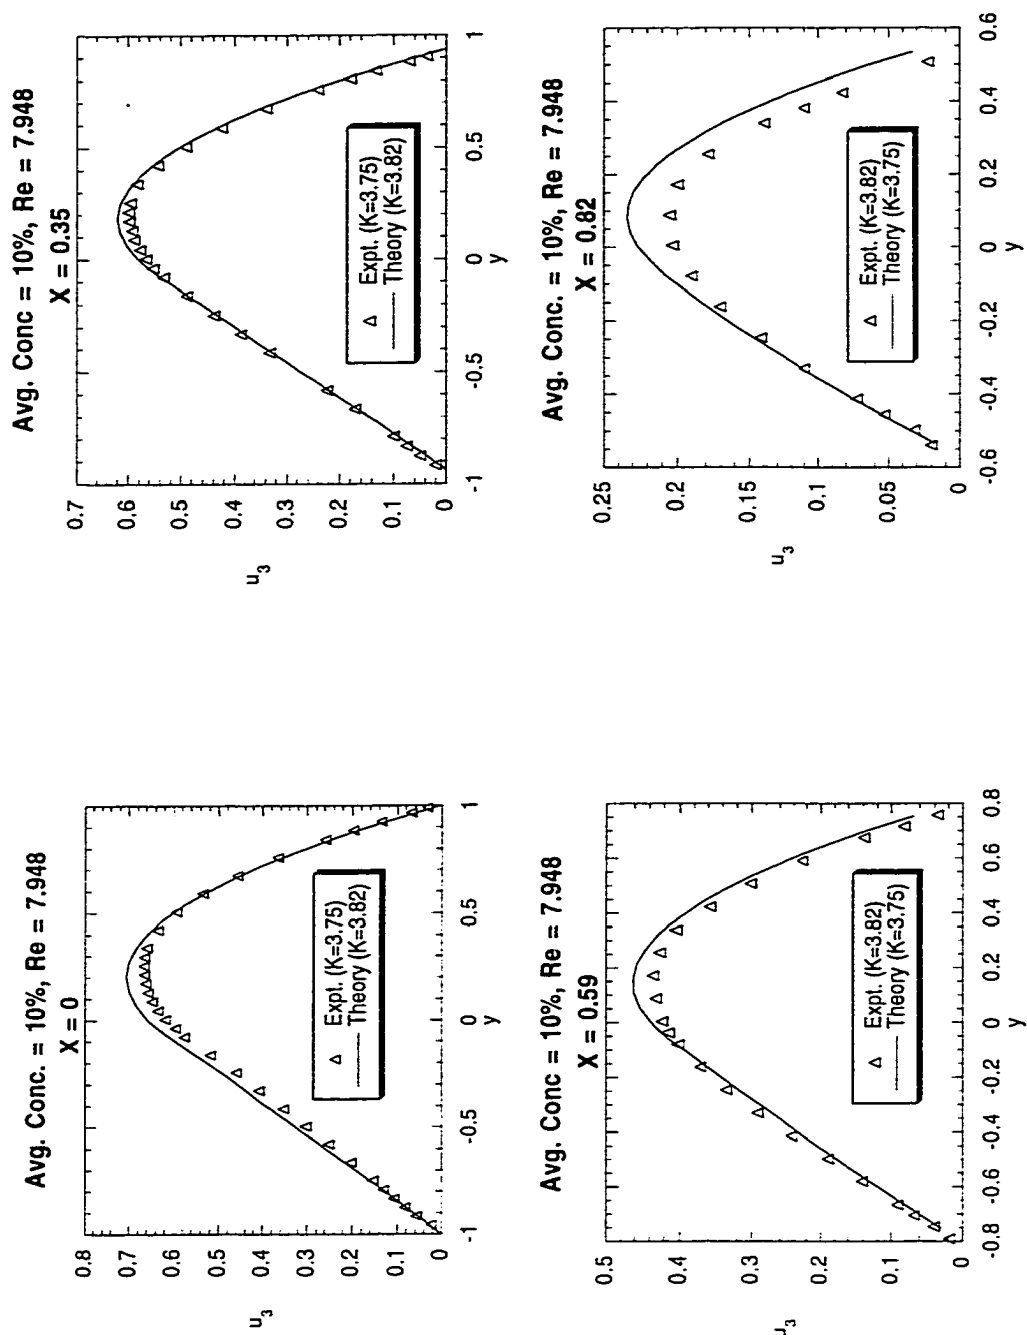 Avg. Conc. = 10%, Re = 7.948
X = 0
0.8
0.7
0.6
0.5
0.4
0.3
0.2
0.1
0
u3
Expt. (K=3.75)
Theory (K=3.82)
-1 -0.5 0 0.5 1
y
Avg. Conc = 10%, Re = 7.948
X = 0.35
0.7
0.6
0.5
0.4
0.3
0.2
0.1
0
u3
Expt. (K=3.75)
Theory (K=3.82)
-1 -0.5 0 0.5 1
y
Avg. Conc = 10%, Re = 7.948
X = 0.59
0.5
0.4
0.3
0.2
0.1
0
u3
Expt. (K=3.82)
Theory (K=3.75)
-0.8 -0.6 -0.4 -0.2 0 0.2 0.4 0.6 0.8
y
Avg. Conc. = 10%, Re = 7.948
X = 0.82
0.25
0.2
0.15
0.1
0.05
0
u3
Expt. (K=3.82)
Theory (K=3.75)
-0.6 -0.4 -0.2 0 0.2 0.4 0.6
y